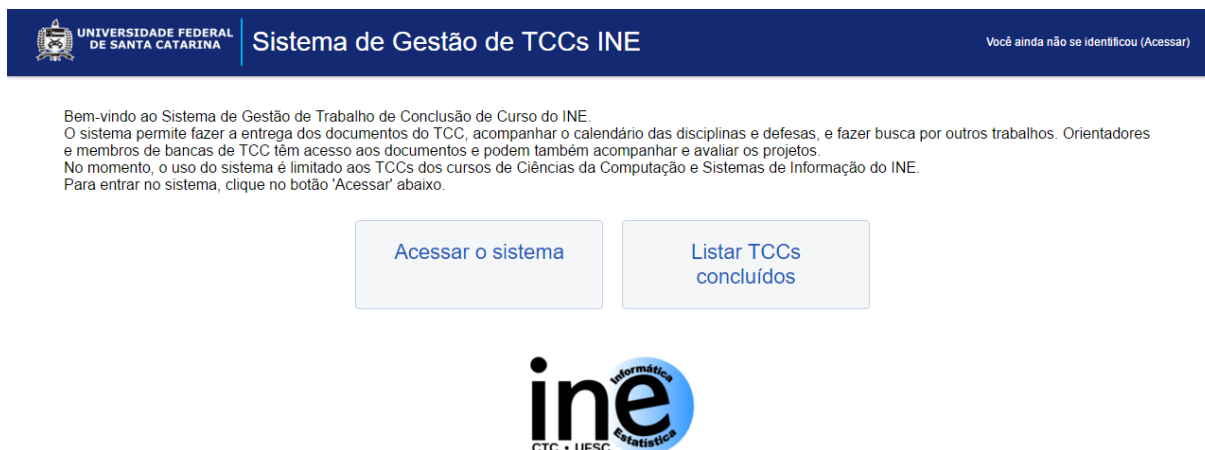 UNIVERSIDADE FEDERAL
DE SANTA CATARINA
Sistema de Gestão de TCCs INE
Você ainda não se identificou (Acessar)
Bem-vindo ao Sistema de Gestão de Trabalho de Conclusão de Curso do INE.
O sistema permite fazer a entrega dos documentos do TCC, acompanhar o calendário das disciplinas e defesas, e fazer busca por outros trabalhos. Orientadores
e membros de bancas de TCC têm acesso aos documentos e podem também acompanhar e avaliar os projetos.
No momento, o uso do sistema é limitado aos TCCs dos cursos de Ciências da Computação e Sistemas de Informação do INE.
Para entrar no sistema, clique no botão 'Acessar' abaixo.
Acessar o sistema
Listar TCCs
concluídos
Informática
ine
Estatística
CTC • UFSC